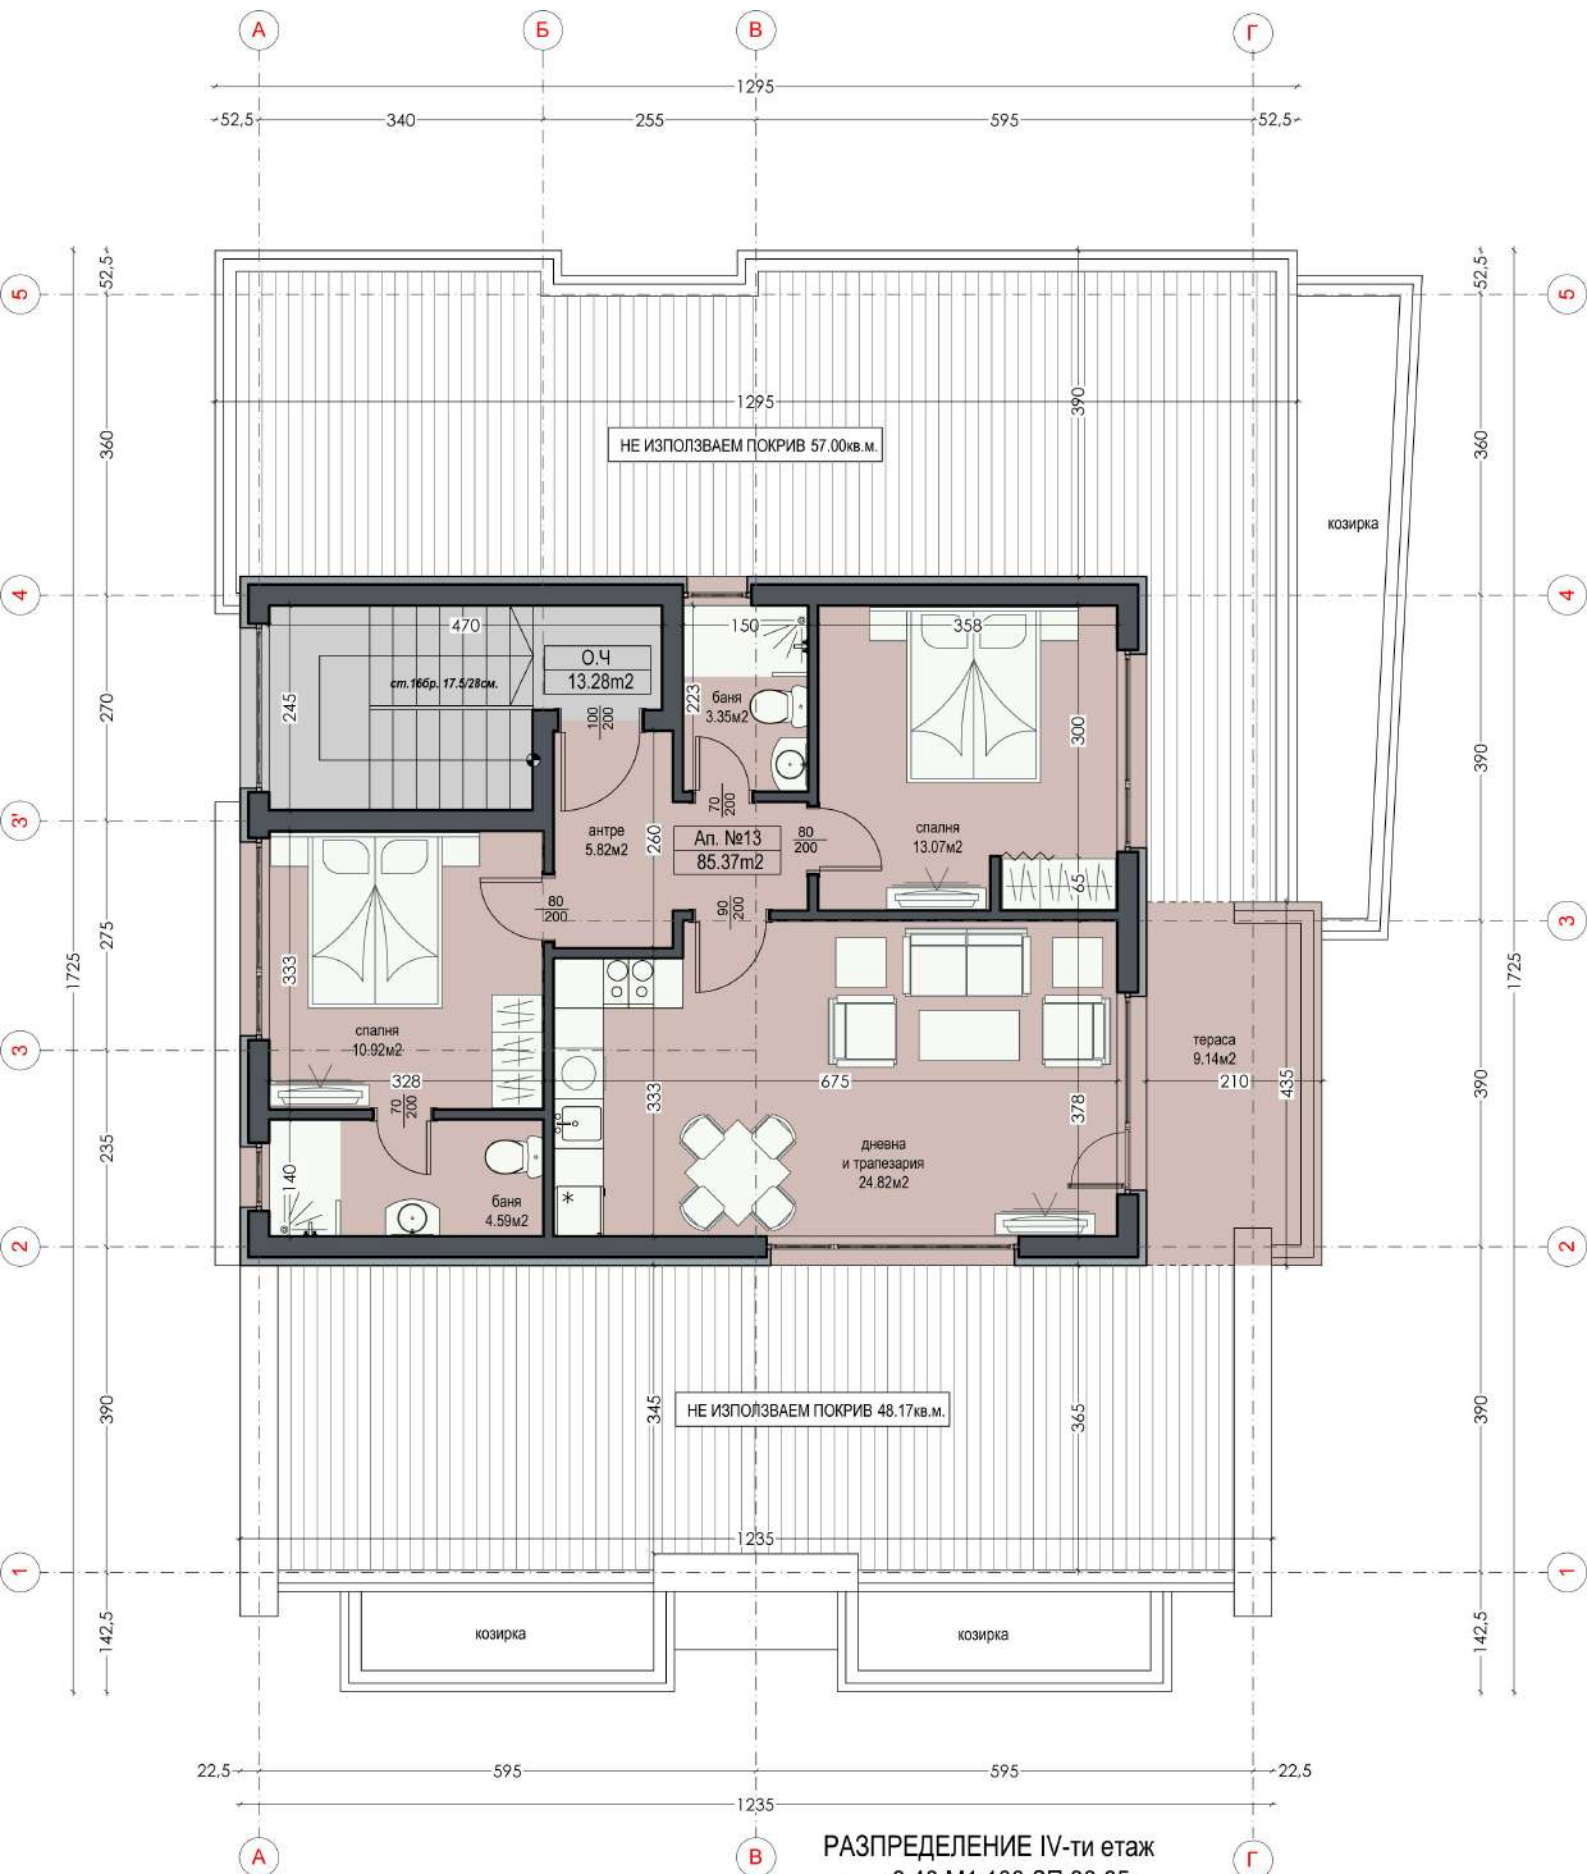 А Б В Г
1295
52,5 340 255 595 52,5
52,5 52,5
5 5
1295
390
360 360
НЕ ИЗПОЛЗВАЕМ ПОКРИВ 57.00кв.м.
козирка
4 4
470 150 358
О.Ч
13.28m2
ст.16бр. 17.5/28см.
245
223
баня
3.35м2
270
100
200
300
390
70
200
3'
антре
5.82м2
260
Ап. №13
85.37m2
80
200
спалня
13.07м2
65
80
200
90
200
3
275
333
1725 1725
спалня
10.92м2
3
тераса
9.14м2
328
675
210
435
70
200
333
378
390
235
дневна
и трапезария
24.82м2
140
баня
4.59м2
*
2 2
390
345
НЕ ИЗПОЛЗВАЕМ ПОКРИВ 48.17кв.м.
365
390
1235
1 1
142,5
козирка
козирка
142,5
22,5 595 595 22,5
1235
РАЗПРЕДЕЛЕНИЕ IV-ти етаж
А В Г